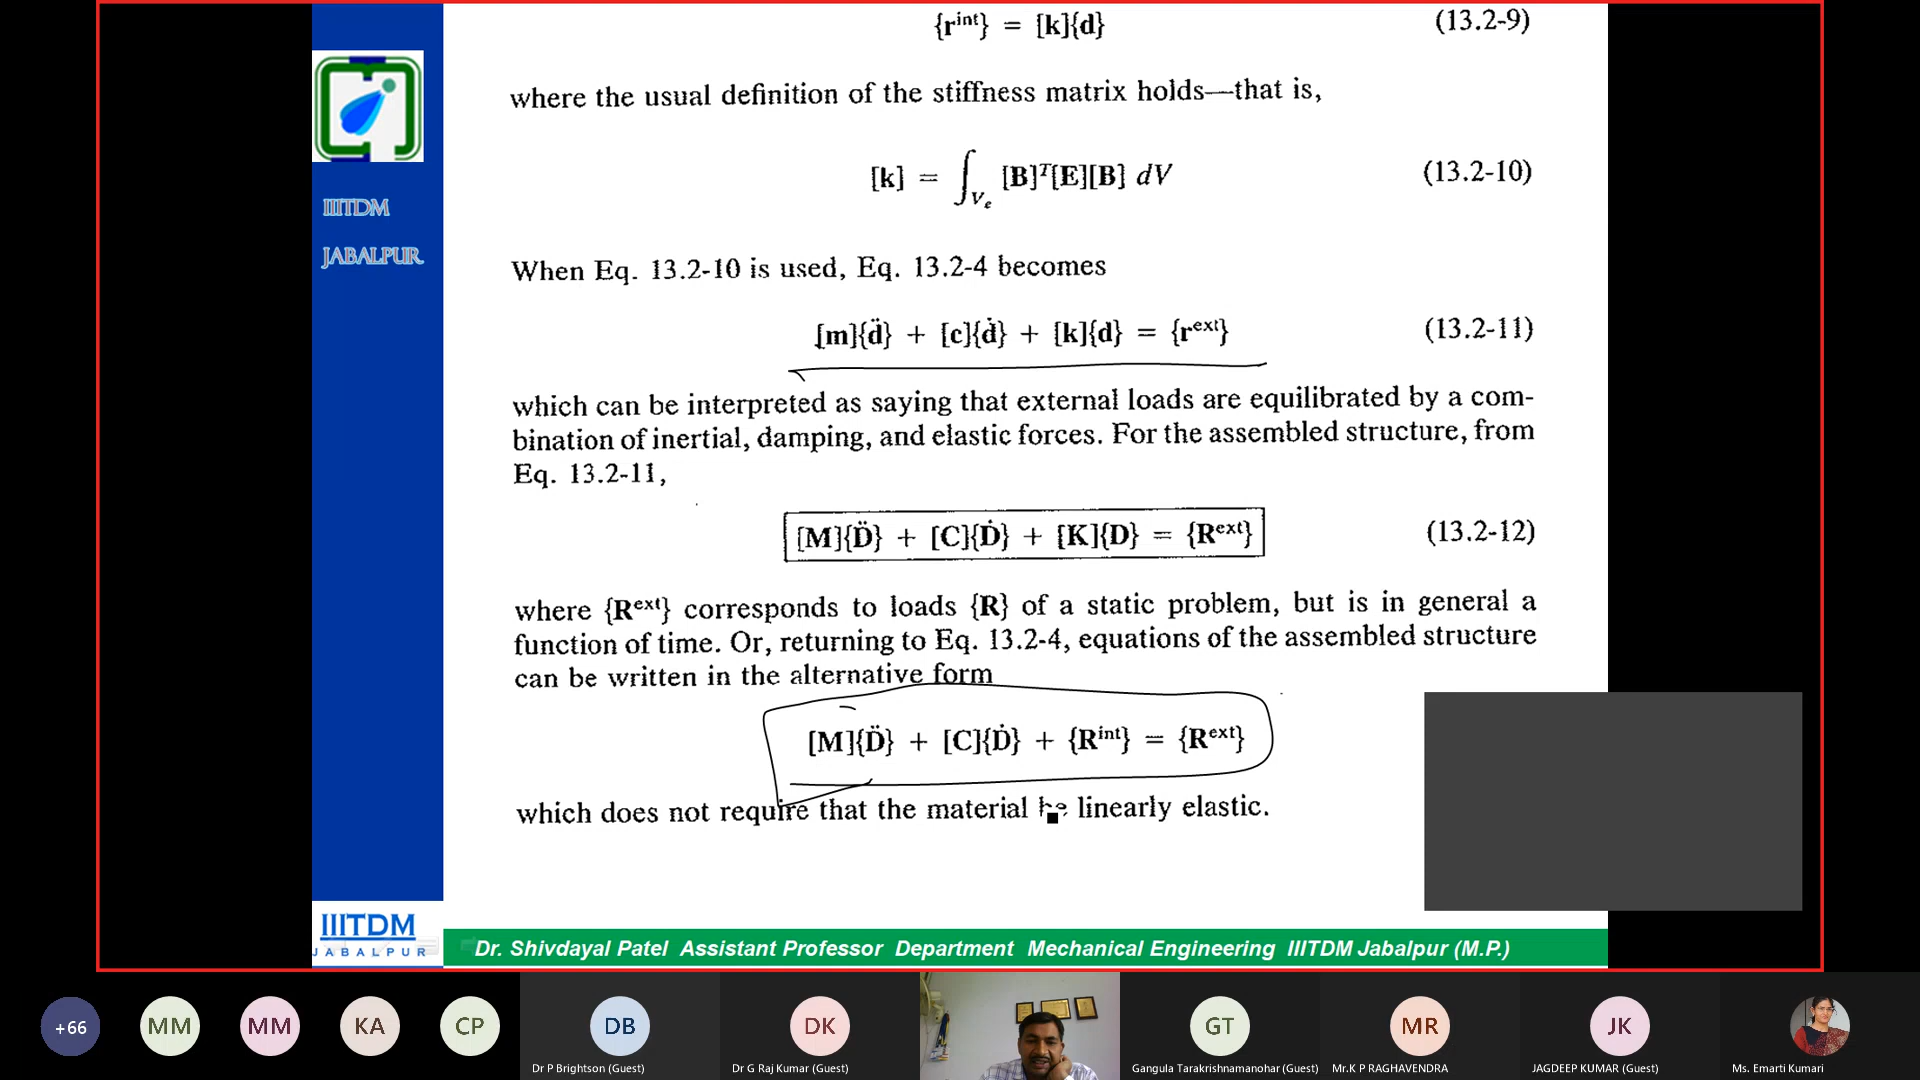 {r^int} = [k]{d} (13.2-9)
where the usual definition of the stiffness matrix holds—that is,
[k] = ∫_Ve [B]^T[E][B] dV (13.2-10)
When Eq. 13.2-10 is used, Eq. 13.2-4 becomes
[m]{d̈} + [c]{ḋ} + [k]{d} = {r^ext} (13.2-11)
which can be interpreted as saying that external loads are equilibrated by a com-
bination of inertial, damping, and elastic forces. For the assembled structure, from
Eq. 13.2-11,
[M]{D̈} + [C]{Ḋ} + [K]{D} = {R^ext} (13.2-12)
where {R^ext} corresponds to loads {R} of a static problem, but is in general a
function of time. Or, returning to Eq. 13.2-4, equations of the assembled structure
can be written in the alternative form
[M]{D̈} + [C]{Ḋ} + {R^int} = {R^ext}
which does not require that the material be linearly elastic.
IIITDM
JABALPUR
IIITDM
JABALPUR
Dr. Shivdayal Patel Assistant Professor Department Mechanical Engineering IIITDM Jabalpur (M.P.)
+66
MM
MM
KA
CP
DB
DK
GT
MR
JK
Dr P Brightson (Guest)
Dr G Raj Kumar (Guest)
Gangula Tarakrishnamanohar (Guest)
Mr.K P RAGHAVENDRA
JAGDEEP KUMAR (Guest)
Ms. Emarti Kumari